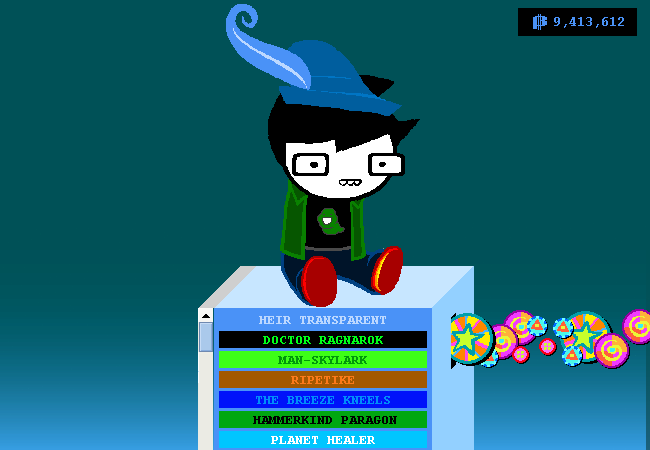 9,413,612
HEIR TRANSPARENT
DOCTOR RAGNAROK
MAN-SKYLARK
RIPETIKE
THE BREEZE KNEELS
HAMMERKIND PARAGON
PLANET HEALER